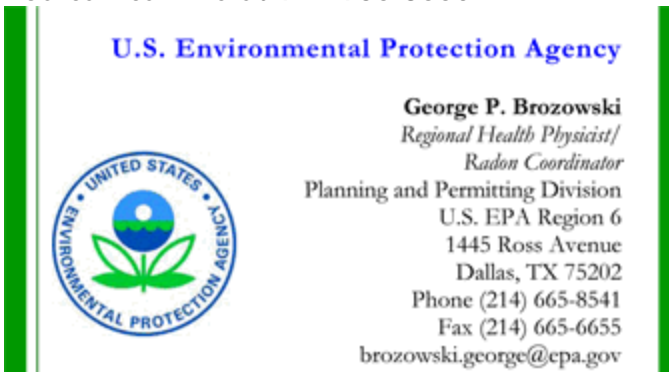 U.S. Environmental Protection Agency
George P. Brozowski
Regional Health Physicist/
Radon Coordinator
Planning and Permitting Division
U.S. EPA Region 6
1445 Ross Avenue
Dallas, TX 75202
Phone (214) 665-8541
Fax (214) 665-6655
brozowski.george@epa.gov
UNITED STATES
ENVIRONMENTAL PROTECTION AGENCY